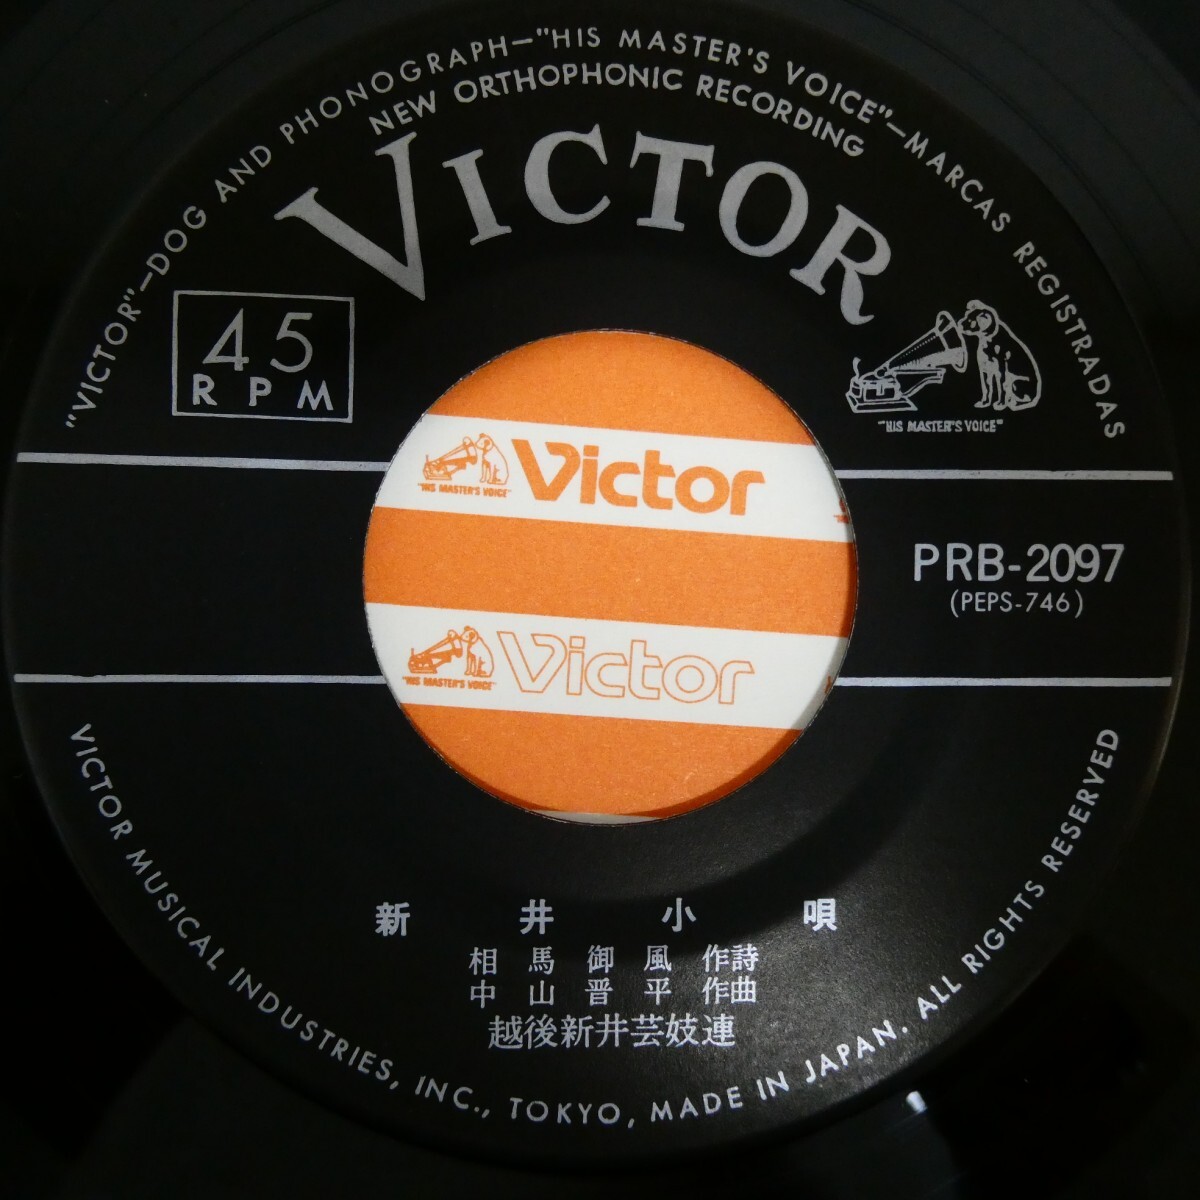 "VICTOR"—DOG AND PHONOGRAPH—"HIS MASTER'S VOICE"—MARCAS REGISTRADAS
NEW ORTHOPHONIC RECORDING
VICTOR
45
RPM
"HIS MASTER'S VOICE"
Victor
"HIS MASTER'S VOICE"
PRB-2097
(PEPS-746)
Victor
"HIS MASTER'S VOICE"
新井小唄
相馬御風作詩
中山晋平作曲
越後新井芸妓連
VICTOR MUSICAL INDUSTRIES, INC., TOKYO, MADE IN JAPAN. ALL RIGHTS RESERVED